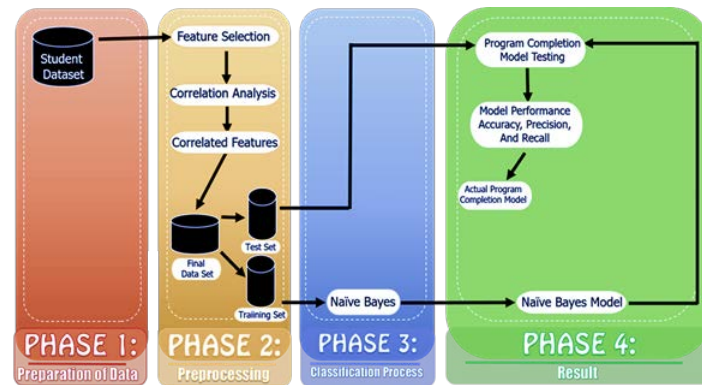 Student
Dataset
Feature Selection
Correlation Analysis
Correlated Features
Final
Data Set
Test Set
Traiining Set
Naïve Bayes
Program Completion
Model Testing
Model Performance
Accuracy, Precision,
And Recall
Actual Program
Completion Model
Naïve Bayes Model
PHASE 1:
Preparation of Data
PHASE 2:
Preprocessing
PHASE 3:
Classification Process
PHASE 4:
Result